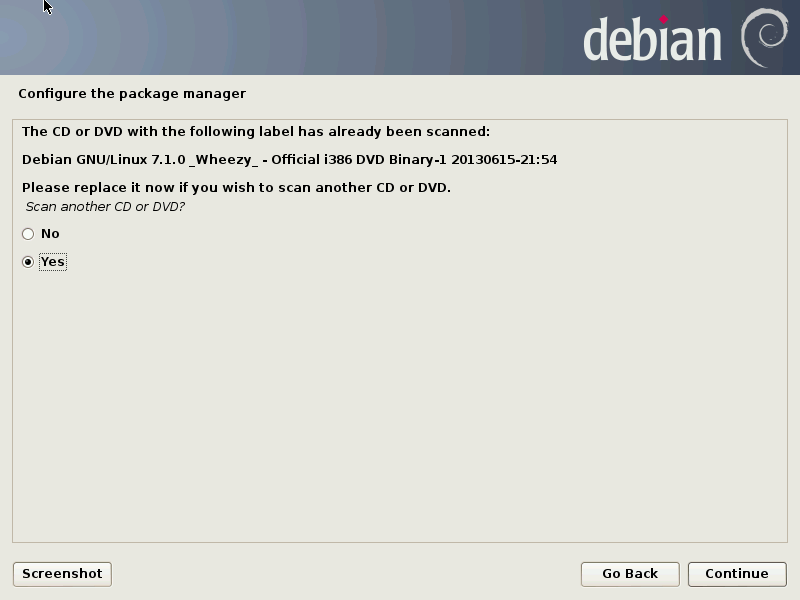 debian
Configure the package manager
The CD or DVD with the following label has already been scanned:
Debian GNU/Linux 7.1.0 _Wheezy_ - Official i386 DVD Binary-1 20130615-21:54
Please replace it now if you wish to scan another CD or DVD.
Scan another CD or DVD?
No
Yes
Screenshot
Go Back
Continue